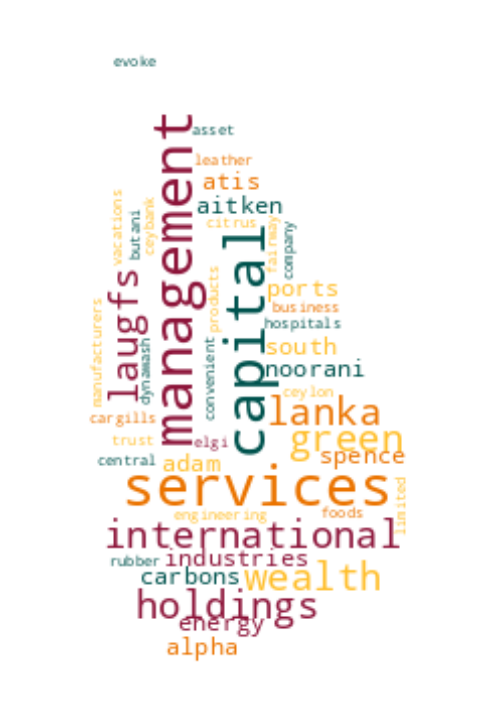 evoke
asset
management
leather
atis
aitken
citrus
vacations
butani
ceybank
capital
fairway
company
laugfs
products
ports
business
hospitals
manufacturers
dynawash
convenient
south
noorani
ceylon
lanka
cargills
trust
elgi
green
spence
central
adam
services
limited
engineering
foods
international
rubber
industries
carbons
wealth
holdings
energy
alpha